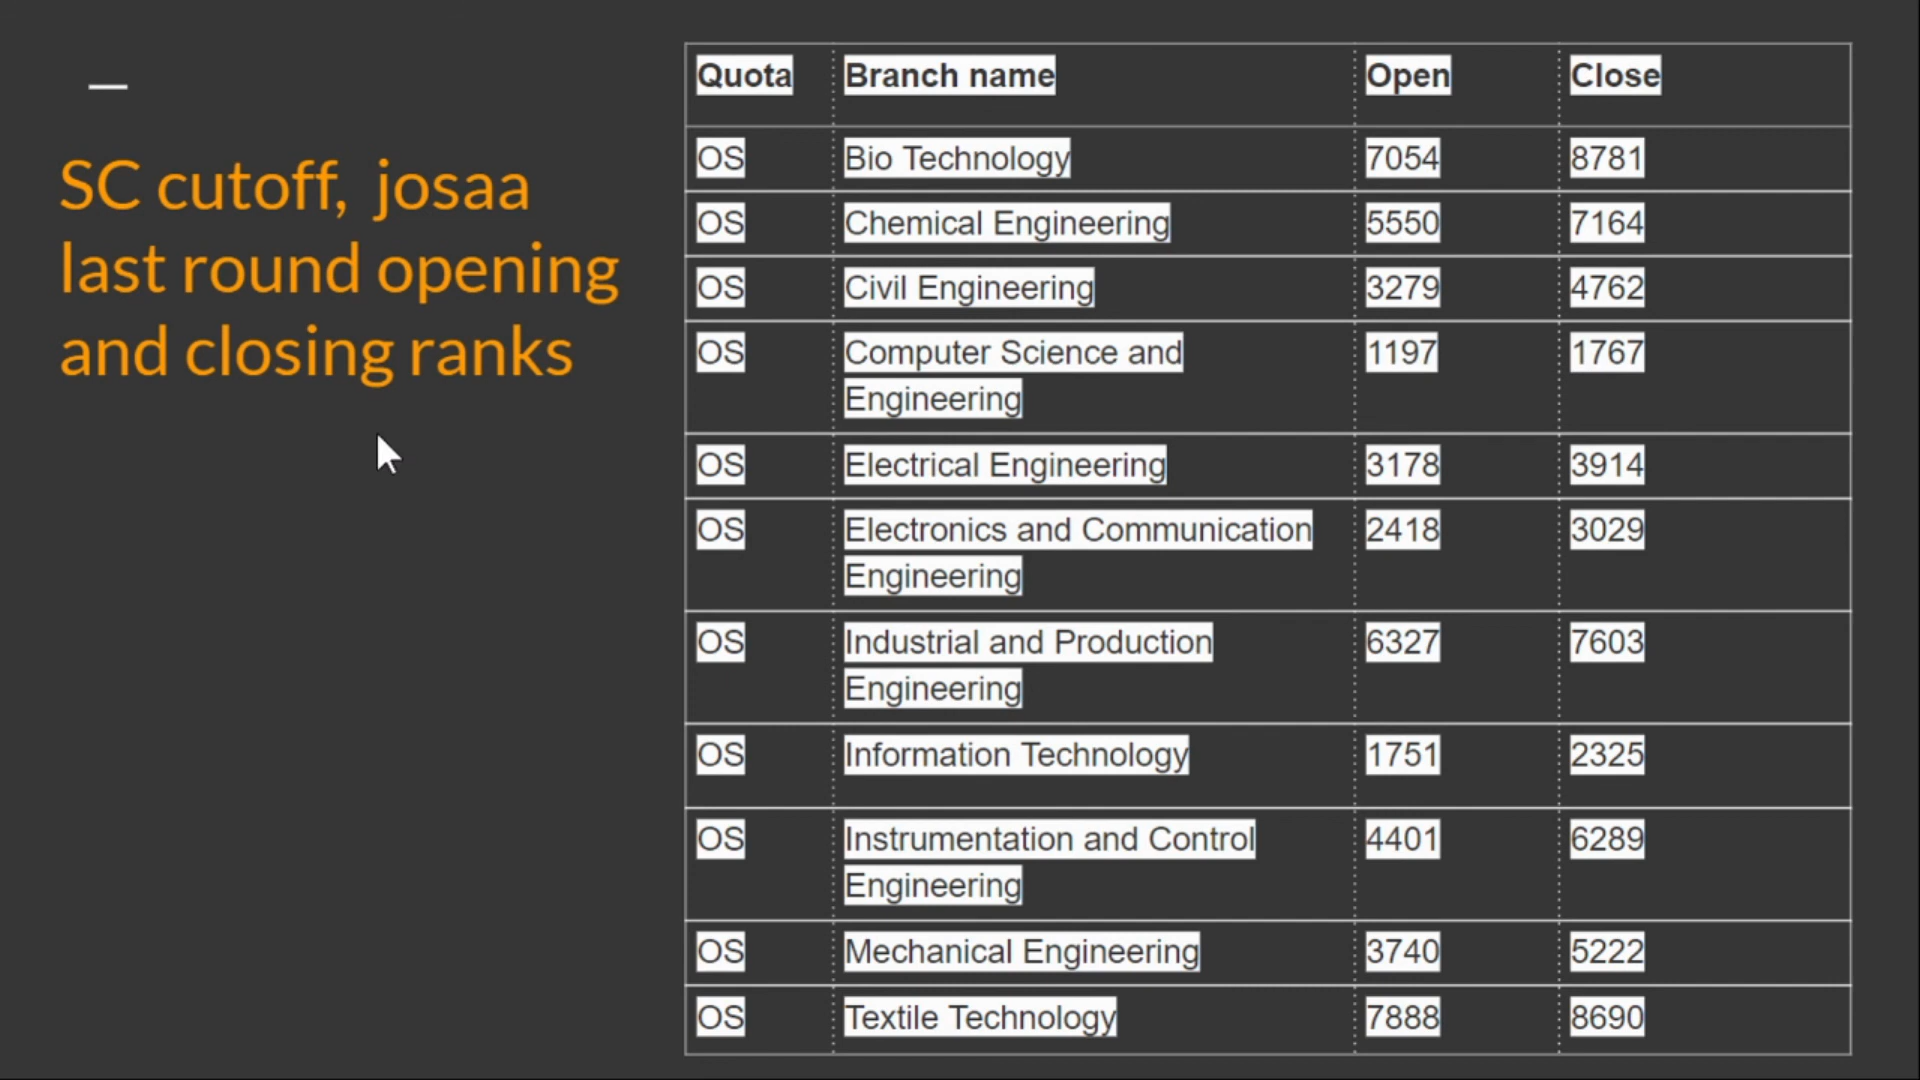 SC cutoff, josaa
last round opening
and closing ranks
Quota Branch name Open Close
OS Bio Technology 7054 8781
OS Chemical Engineering 5550 7164
OS Civil Engineering 3279 4762
OS Computer Science and 1197 1767
Engineering
OS Electrical Engineering 3178 3914
OS Electronics and Communication 2418 3029
Engineering
OS Industrial and Production 6327 7603
Engineering
OS Information Technology 1751 2325
OS Instrumentation and Control 4401 6289
Engineering
OS Mechanical Engineering 3740 5222
OS Textile Technology 7888 8690